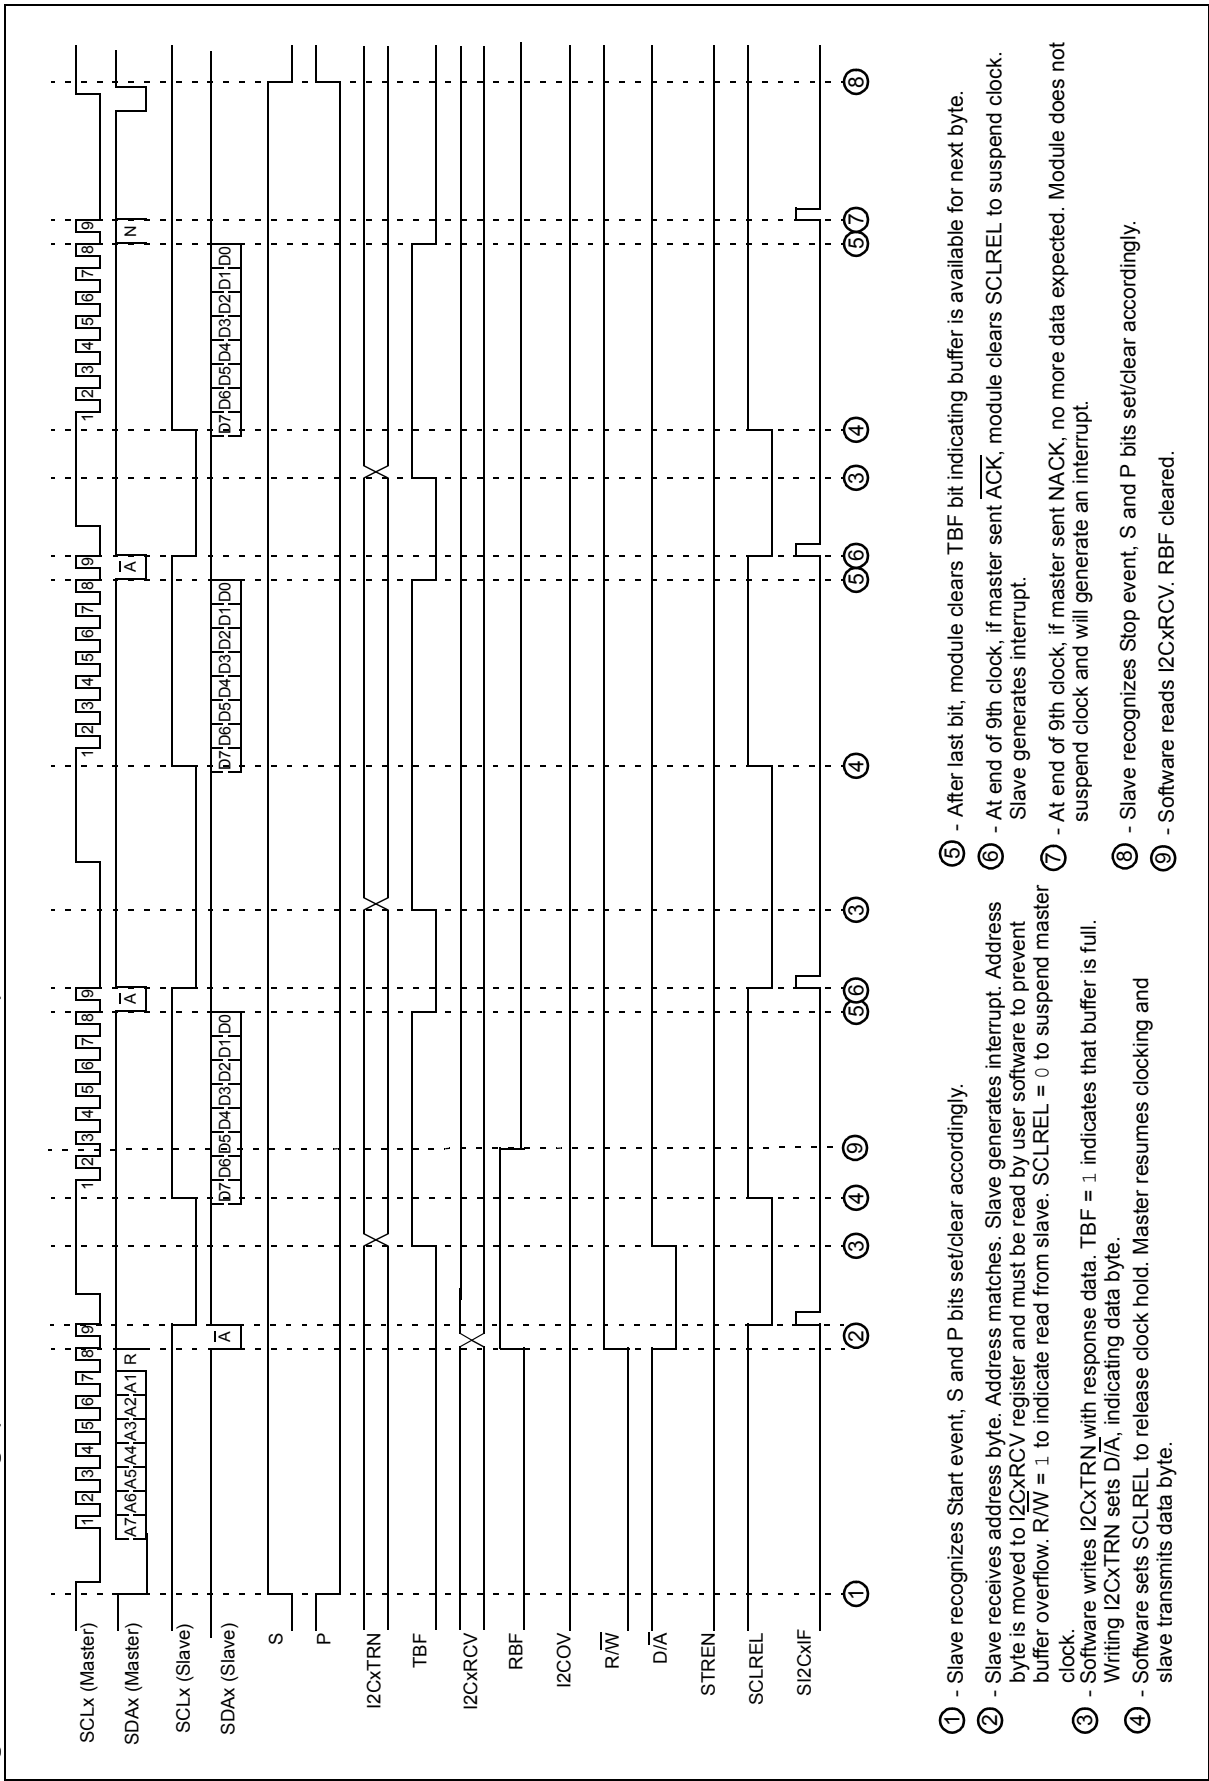 SCLx (Master)
1 2 3 4 5 6 7 8 9 1 2 3 4 5 6 7 8 9 1 2 3 4 5 6 7 8 9 1 2 3 4 5 6 7 8 9
SDAx (Master)
A7 A6 A5 A4 A3 A2 A1 R A A N
SCLx (Slave)
SDAx (Slave)
A D7 D6 D5 D4 D3 D2 D1 D0 D7 D6 D5 D4 D3 D2 D1 D0 D7 D6 D5 D4 D3 D2 D1 D0
S
P
I2CxTRN
TBF
I2CxRCV
RBF
I2COV
R/W
D/A
STREN
SCLREL
SI2CxIF
1 2 3 4 9 5 6 3 4 5 6 3 4 5 7 8
1 - Slave recognizes Start event, S and P bits set/clear accordingly.
2 - Slave receives address byte. Address matches. Slave generates interrupt. Address
byte is moved to I2CxRCV register and must be read by user software to prevent
buffer overflow. R/W = 1 to indicate read from slave. SCLREL = 0 to suspend master
clock.
3 - Software writes I2CxTRN with response data. TBF = 1 indicates that buffer is full.
Writing I2CxTRN sets D/A, indicating data byte.
4 - Software sets SCLREL to release clock hold. Master resumes clocking and
slave transmits data byte.
5 - After last bit, module clears TBF bit indicating buffer is available for next byte.
6 - At end of 9th clock, if master sent ACK, module clears SCLREL to suspend clock.
Slave generates interrupt.
7 - At end of 9th clock, if master sent NACK, no more data expected. Module does not
suspend clock and will generate an interrupt.
8 - Slave recognizes Stop event, S and P bits set/clear accordingly.
9 - Software reads I2CxRCV. RBF cleared.